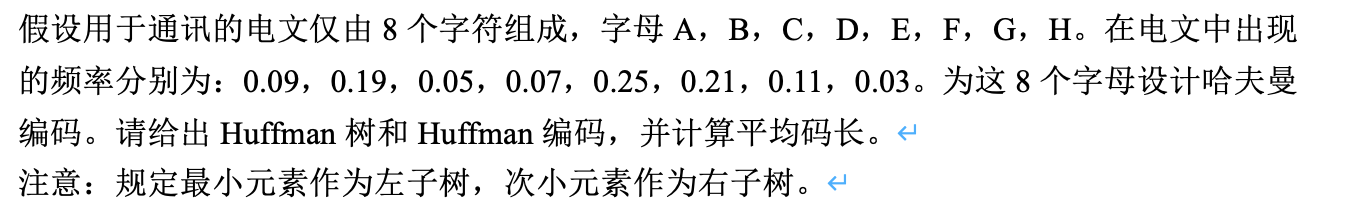 假设用于通讯的电文仅由 8 个字符组成，字母 A，B，C，D，E，F，G，H。在电文中出现
的频率分别为：0.09，0.19，0.05，0.07，0.25，0.21，0.11，0.03。为这 8 个字母设计哈夫曼
编码。请给出 Huffman 树和 Huffman 编码，并计算平均码长。↵
注意：规定最小元素作为左子树，次小元素作为右子树。↵